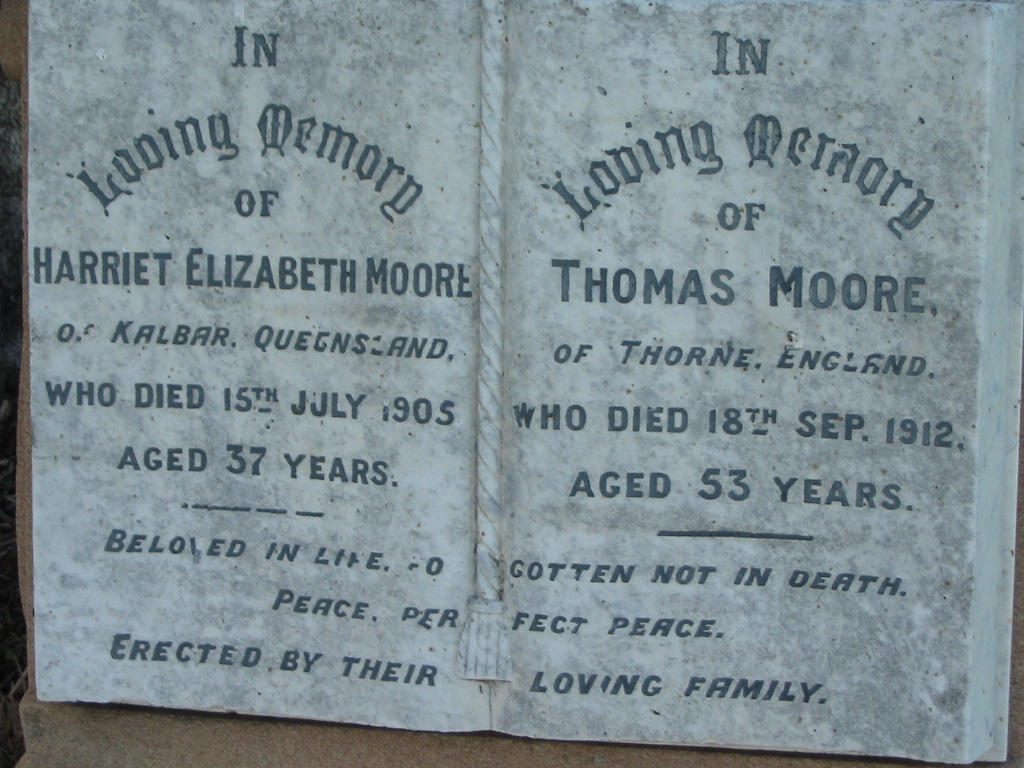 IN
Loving Memory
OF
HARRIET ELIZABETH MOORE
OF KALBAR, QUEENSLAND,
WHO DIED 15TH JULY 1905
AGED 37 YEARS.
IN
Loving Memory
OF
THOMAS MOORE,
OF THORNE, ENGLAND.
WHO DIED 18TH SEP. 1912,
AGED 53 YEARS.
BELOVED IN LIFE, FORGOTTEN NOT IN DEATH.
PEACE, PERFECT PEACE.
ERECTED BY THEIR LOVING FAMILY.